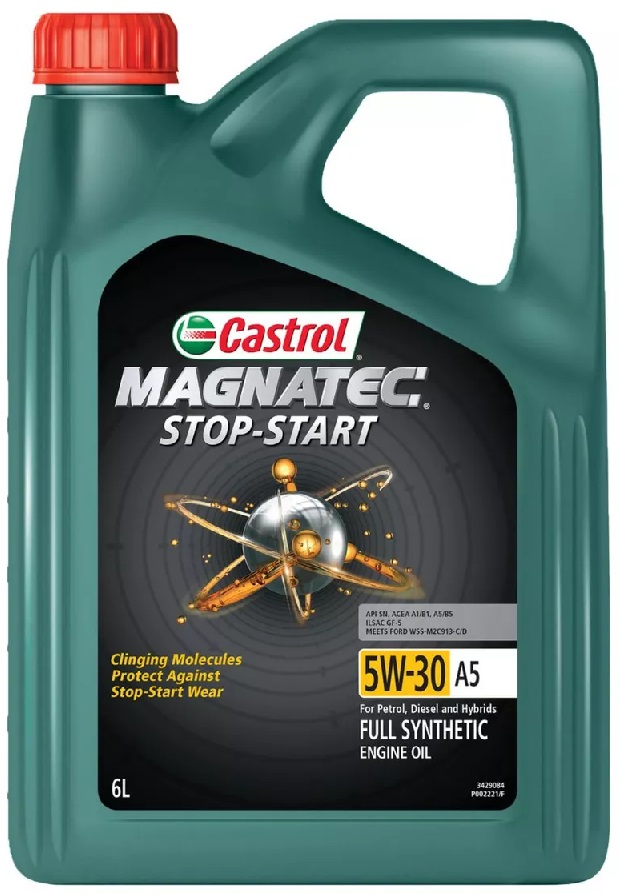 Castrol
MAGNATEC®
STOP-START
API SN, ACEA A1/B1, A5/B5
ILSAC GF-5
MEETS FORD WSS-M2C913-C/D
Clinging Molecules
Protect Against
Stop-Start Wear
5W-30 A5
For Petrol, Diesel and Hybrids
FULL SYNTHETIC
ENGINE OIL
6L
3429084
P002221/F